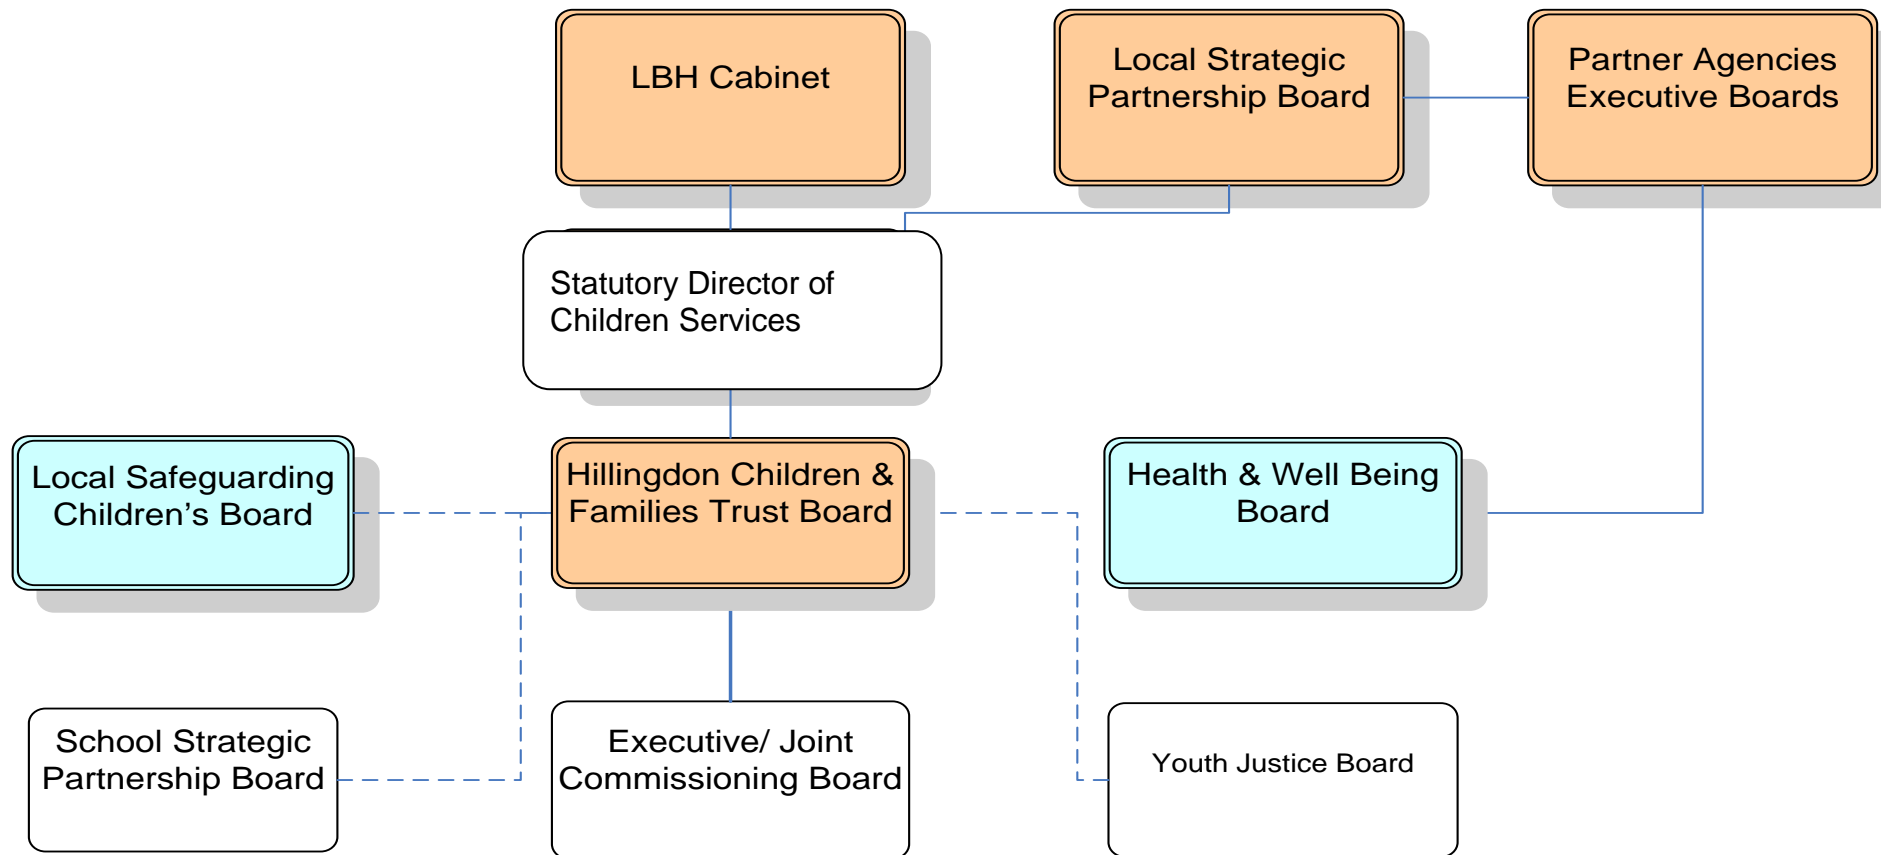 LBH Cabinet
Local Strategic
Partnership Board
Partner Agencies
Executive Boards
Statutory Director of
Children Services
Local Safeguarding
Children’s Board
Hillingdon Children &
Families Trust Board
Health & Well Being
Board
School Strategic
Partnership Board
Executive/ Joint
Commissioning Board
Youth Justice Board